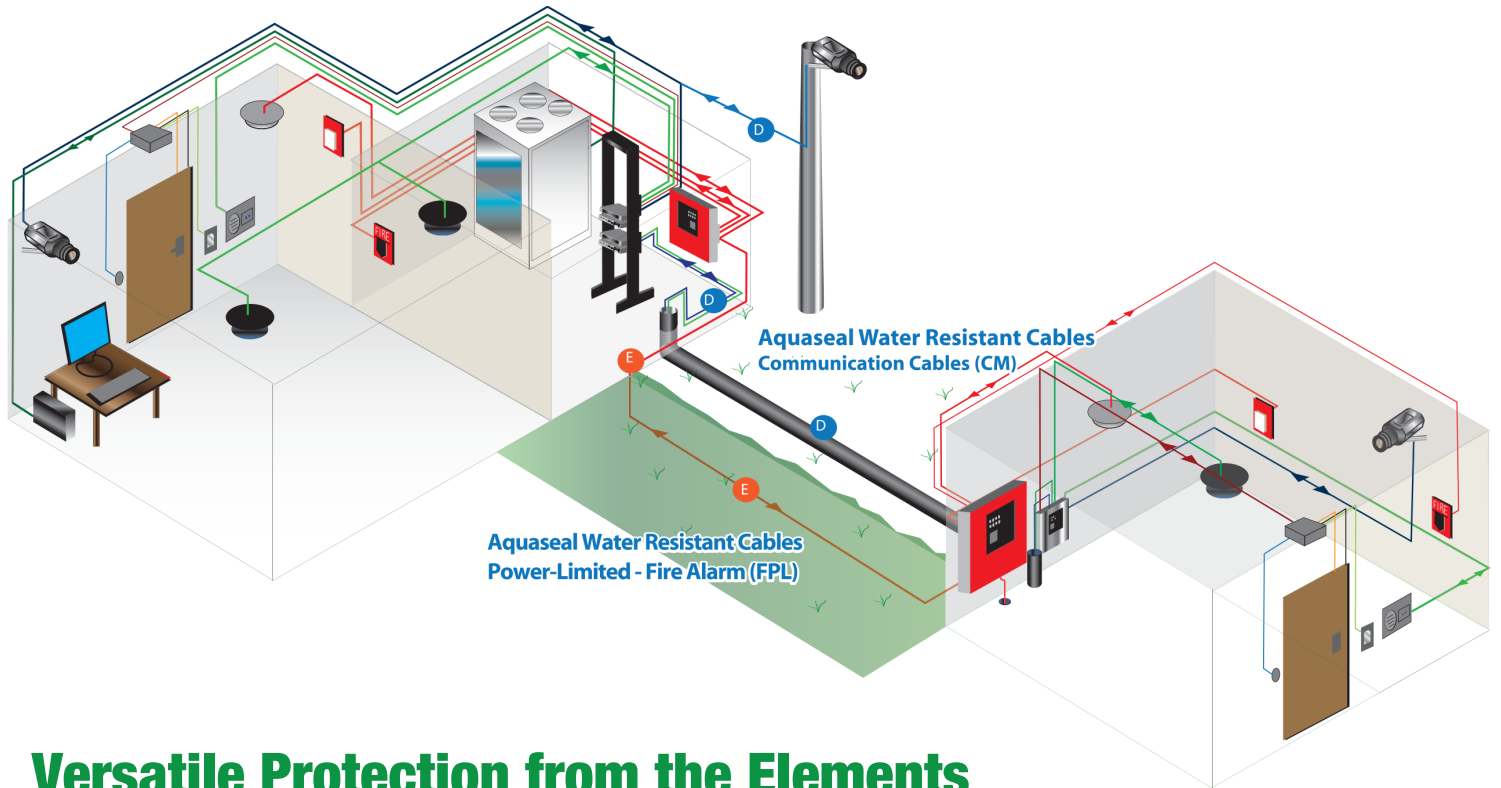 D
FIRE
D
Aquaseal Water Resistant Cables
Communication Cables (CM)
E
D
E
FIRE
Aquaseal Water Resistant Cables
Power-Limited - Fire Alarm (FPL)
Versatile Protection from the Elements